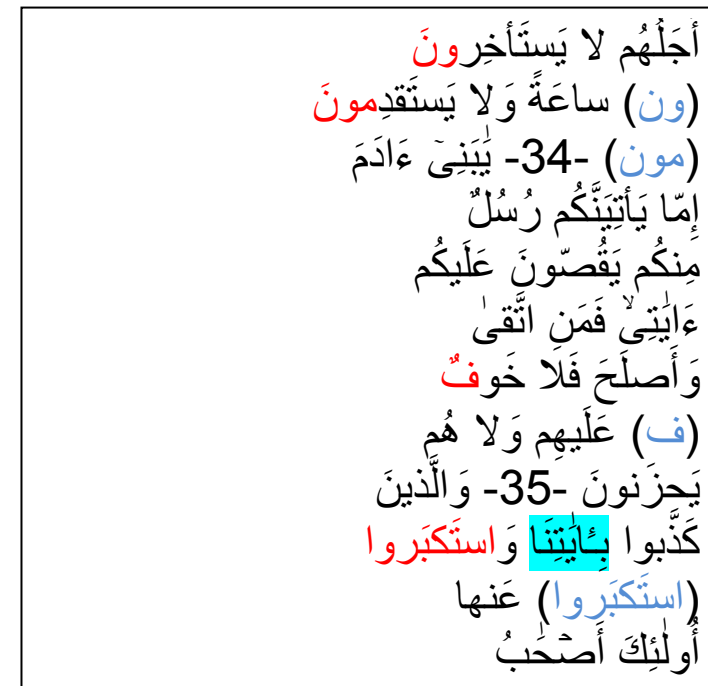 أَجَلُهُم لا يَستَأخِرونَ
(ون) ساعَةً وَلا يَستَقدِمونَ
(مون) -34- يَٰبَنِىٓ ءَادَمَ
إِمّا يَأتِيَنَّكُم رُسُلٌ
مِنكُم يَقُصّونَ عَلَيكُم
ءَايَٰتِىۙ فَمَنِ اتَّقىٰ
وَأَصلَحَ فَلا خَوفٌ
(ف) عَلَيهِم وَلا هُم
يَحزَنونَ -35- وَالَّذينَ
كَذَّبوا بِـَٔايَٰتِنَا وَاستَكبَروا
(استَكبَروا) عَنها
أُولٰئِكَ أَصۡحَٰبُ